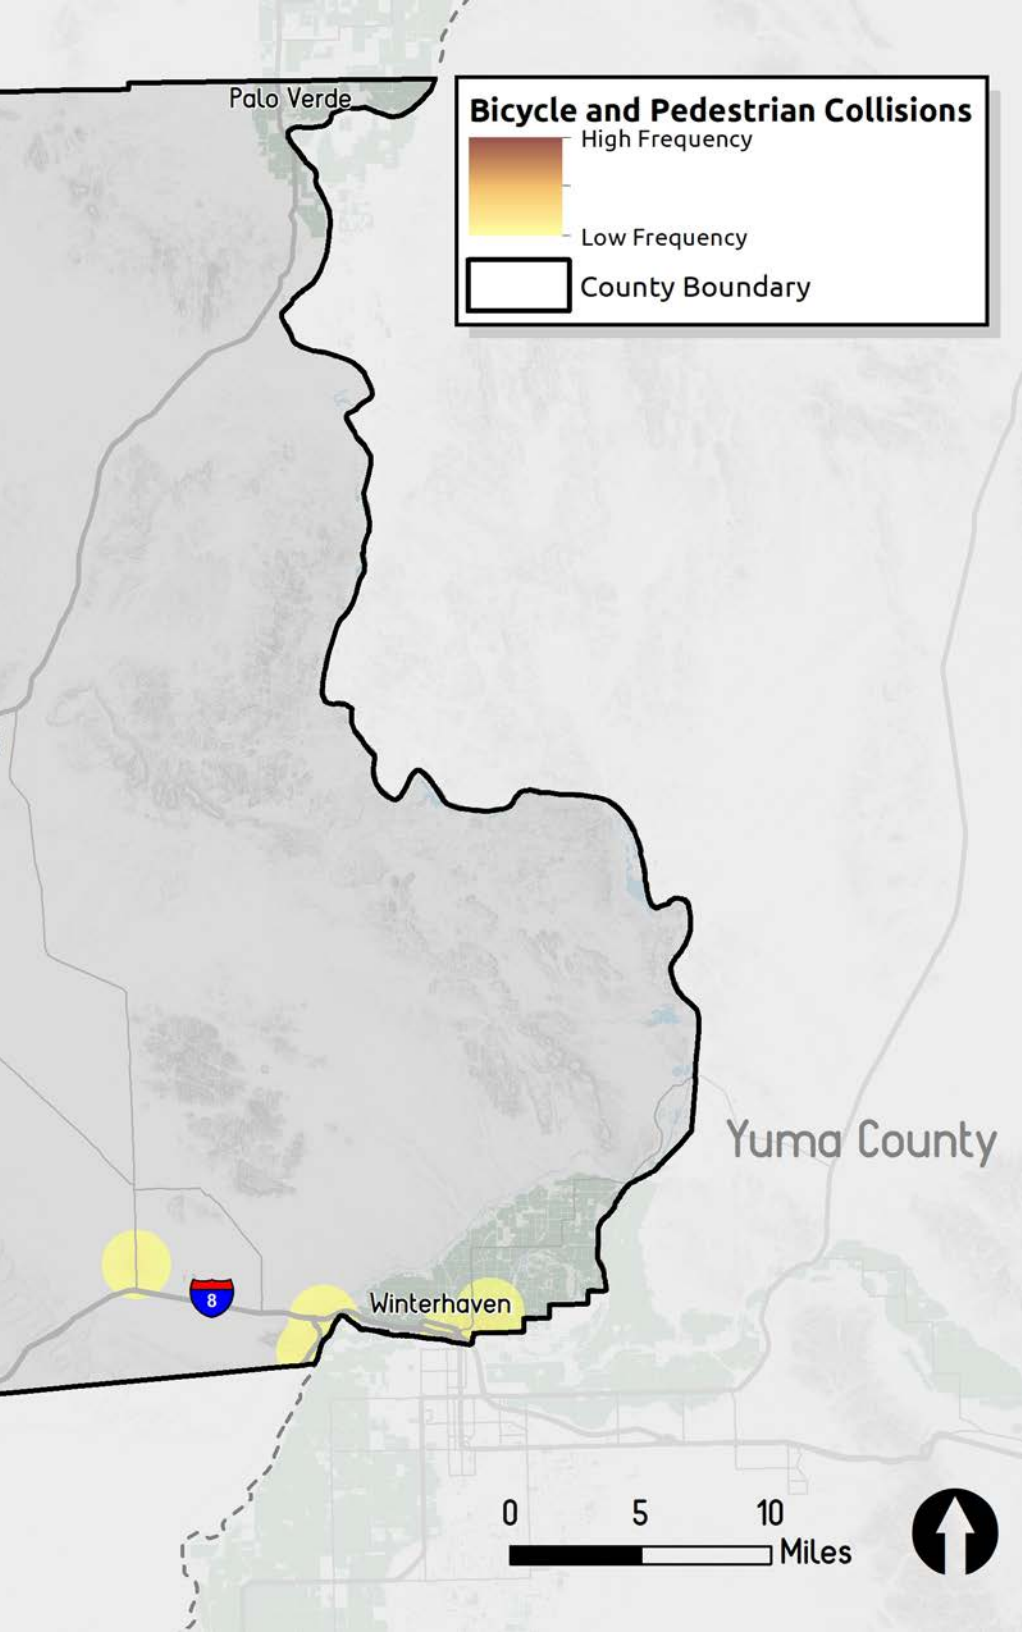 Palo Verde
Bicycle and Pedestrian Collisions
High Frequency
Low Frequency
County Boundary
Yuma County
8
Winterhaven
0 5 10
Miles